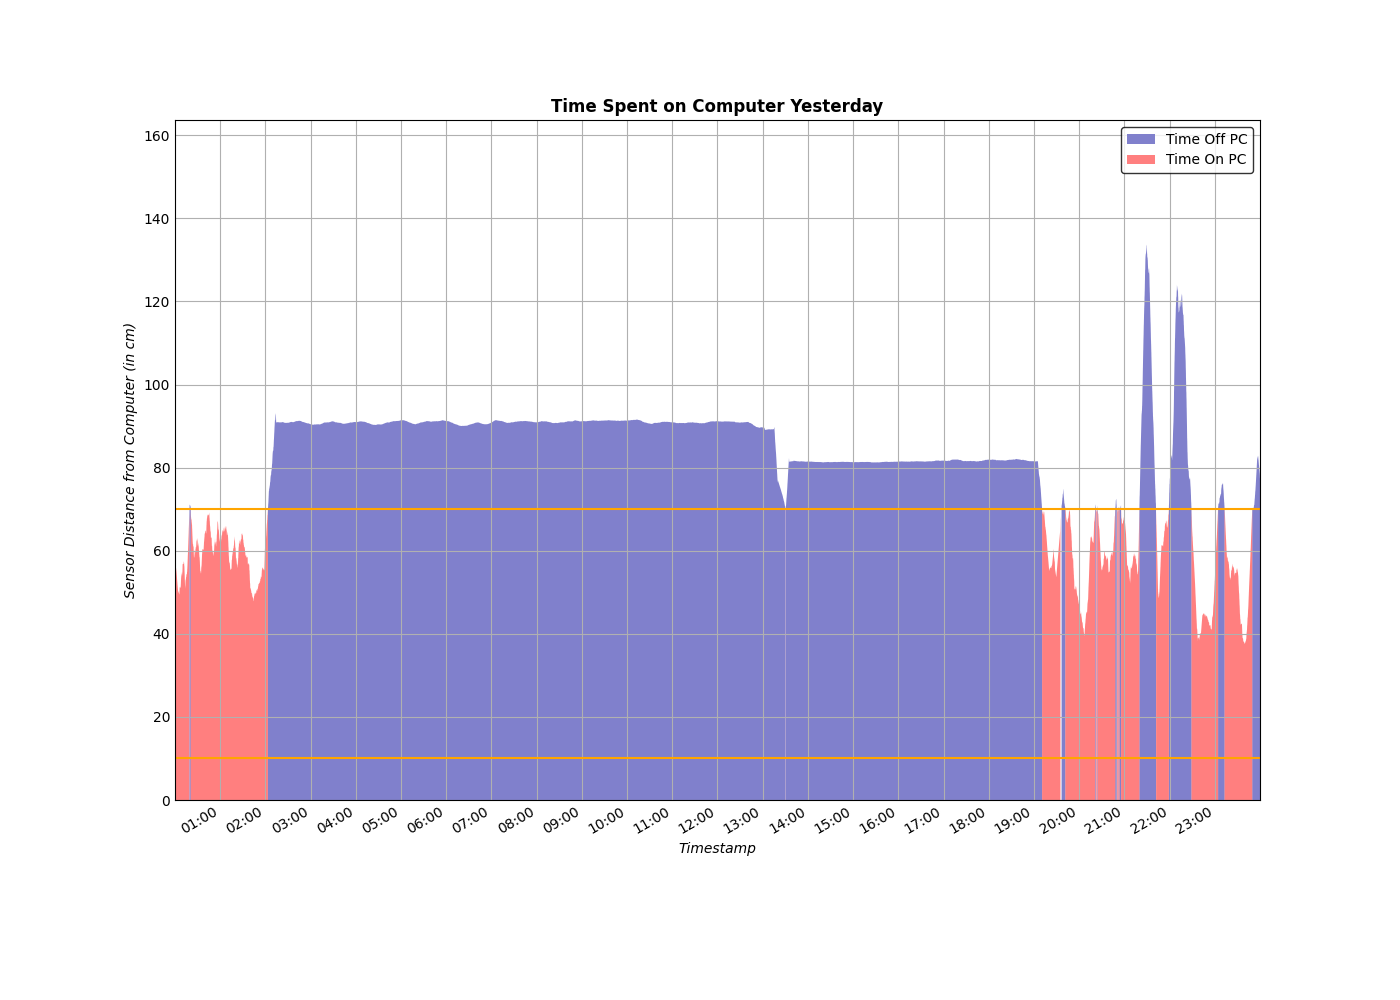 Time Spent on Computer Yesterday
Time Off PC
Time On PC
160
140
120
100
80
60
40
20
0
Sensor Distance from Computer (in cm)
01:00 02:00 03:00 04:00 05:00 06:00 07:00 08:00 09:00 10:00 11:00 12:00 13:00 14:00 15:00 16:00 17:00 18:00 19:00 20:00 21:00 22:00 23:00
Timestamp